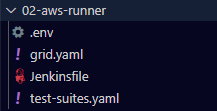 02-aws-runner
.env
grid.yaml
Jenkinsfile
test-suites.yaml